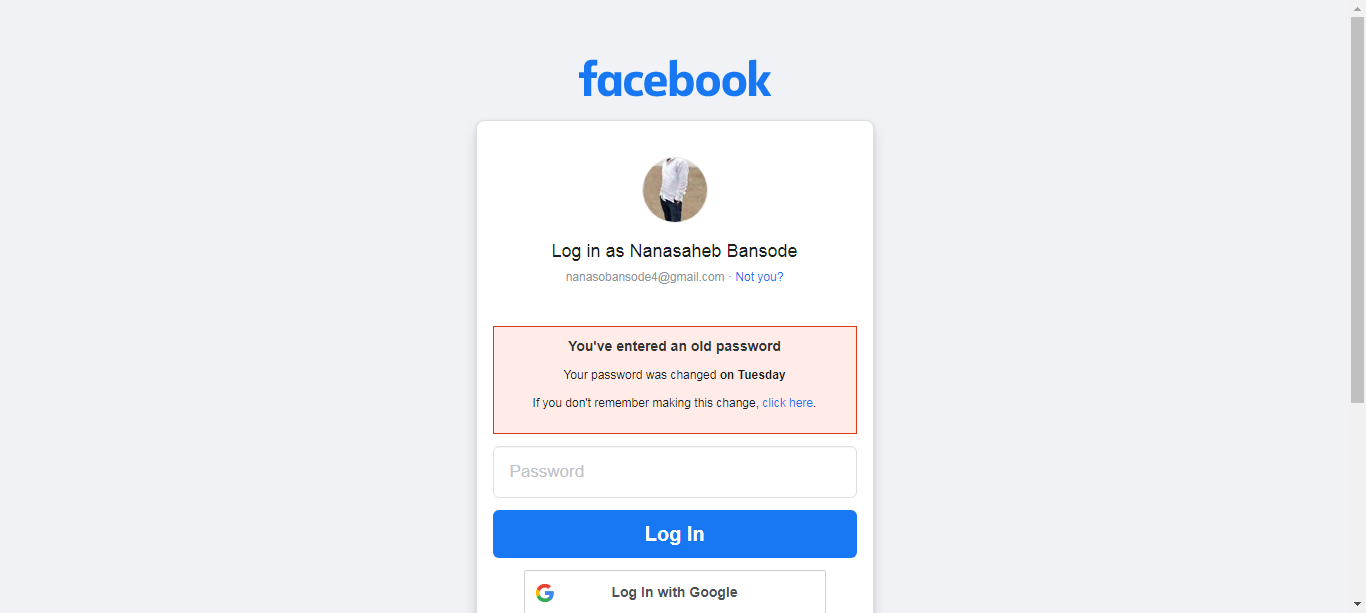 facebook
Log in as Nanasaheb Bansode
nanasobansode4@gmail.com · Not you?
You've entered an old password
Your password was changed on Tuesday
If you don't remember making this change, click here.
Password
Log In
Log In with Google